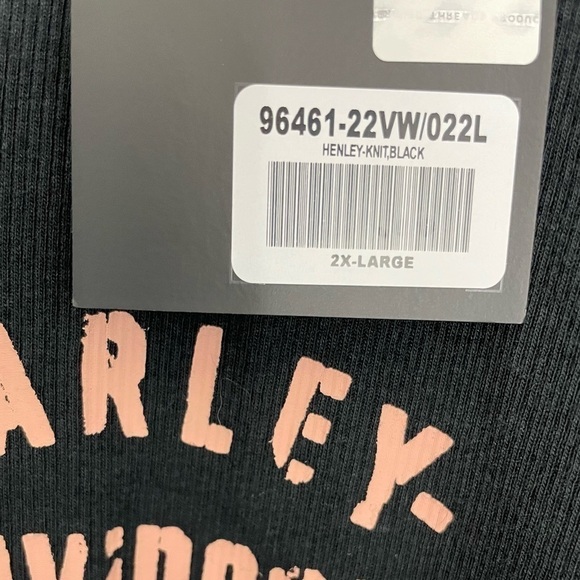 96461-22VW/022L
HENLEY-KNIT,BLACK
2X-LARGE
ARLEY-